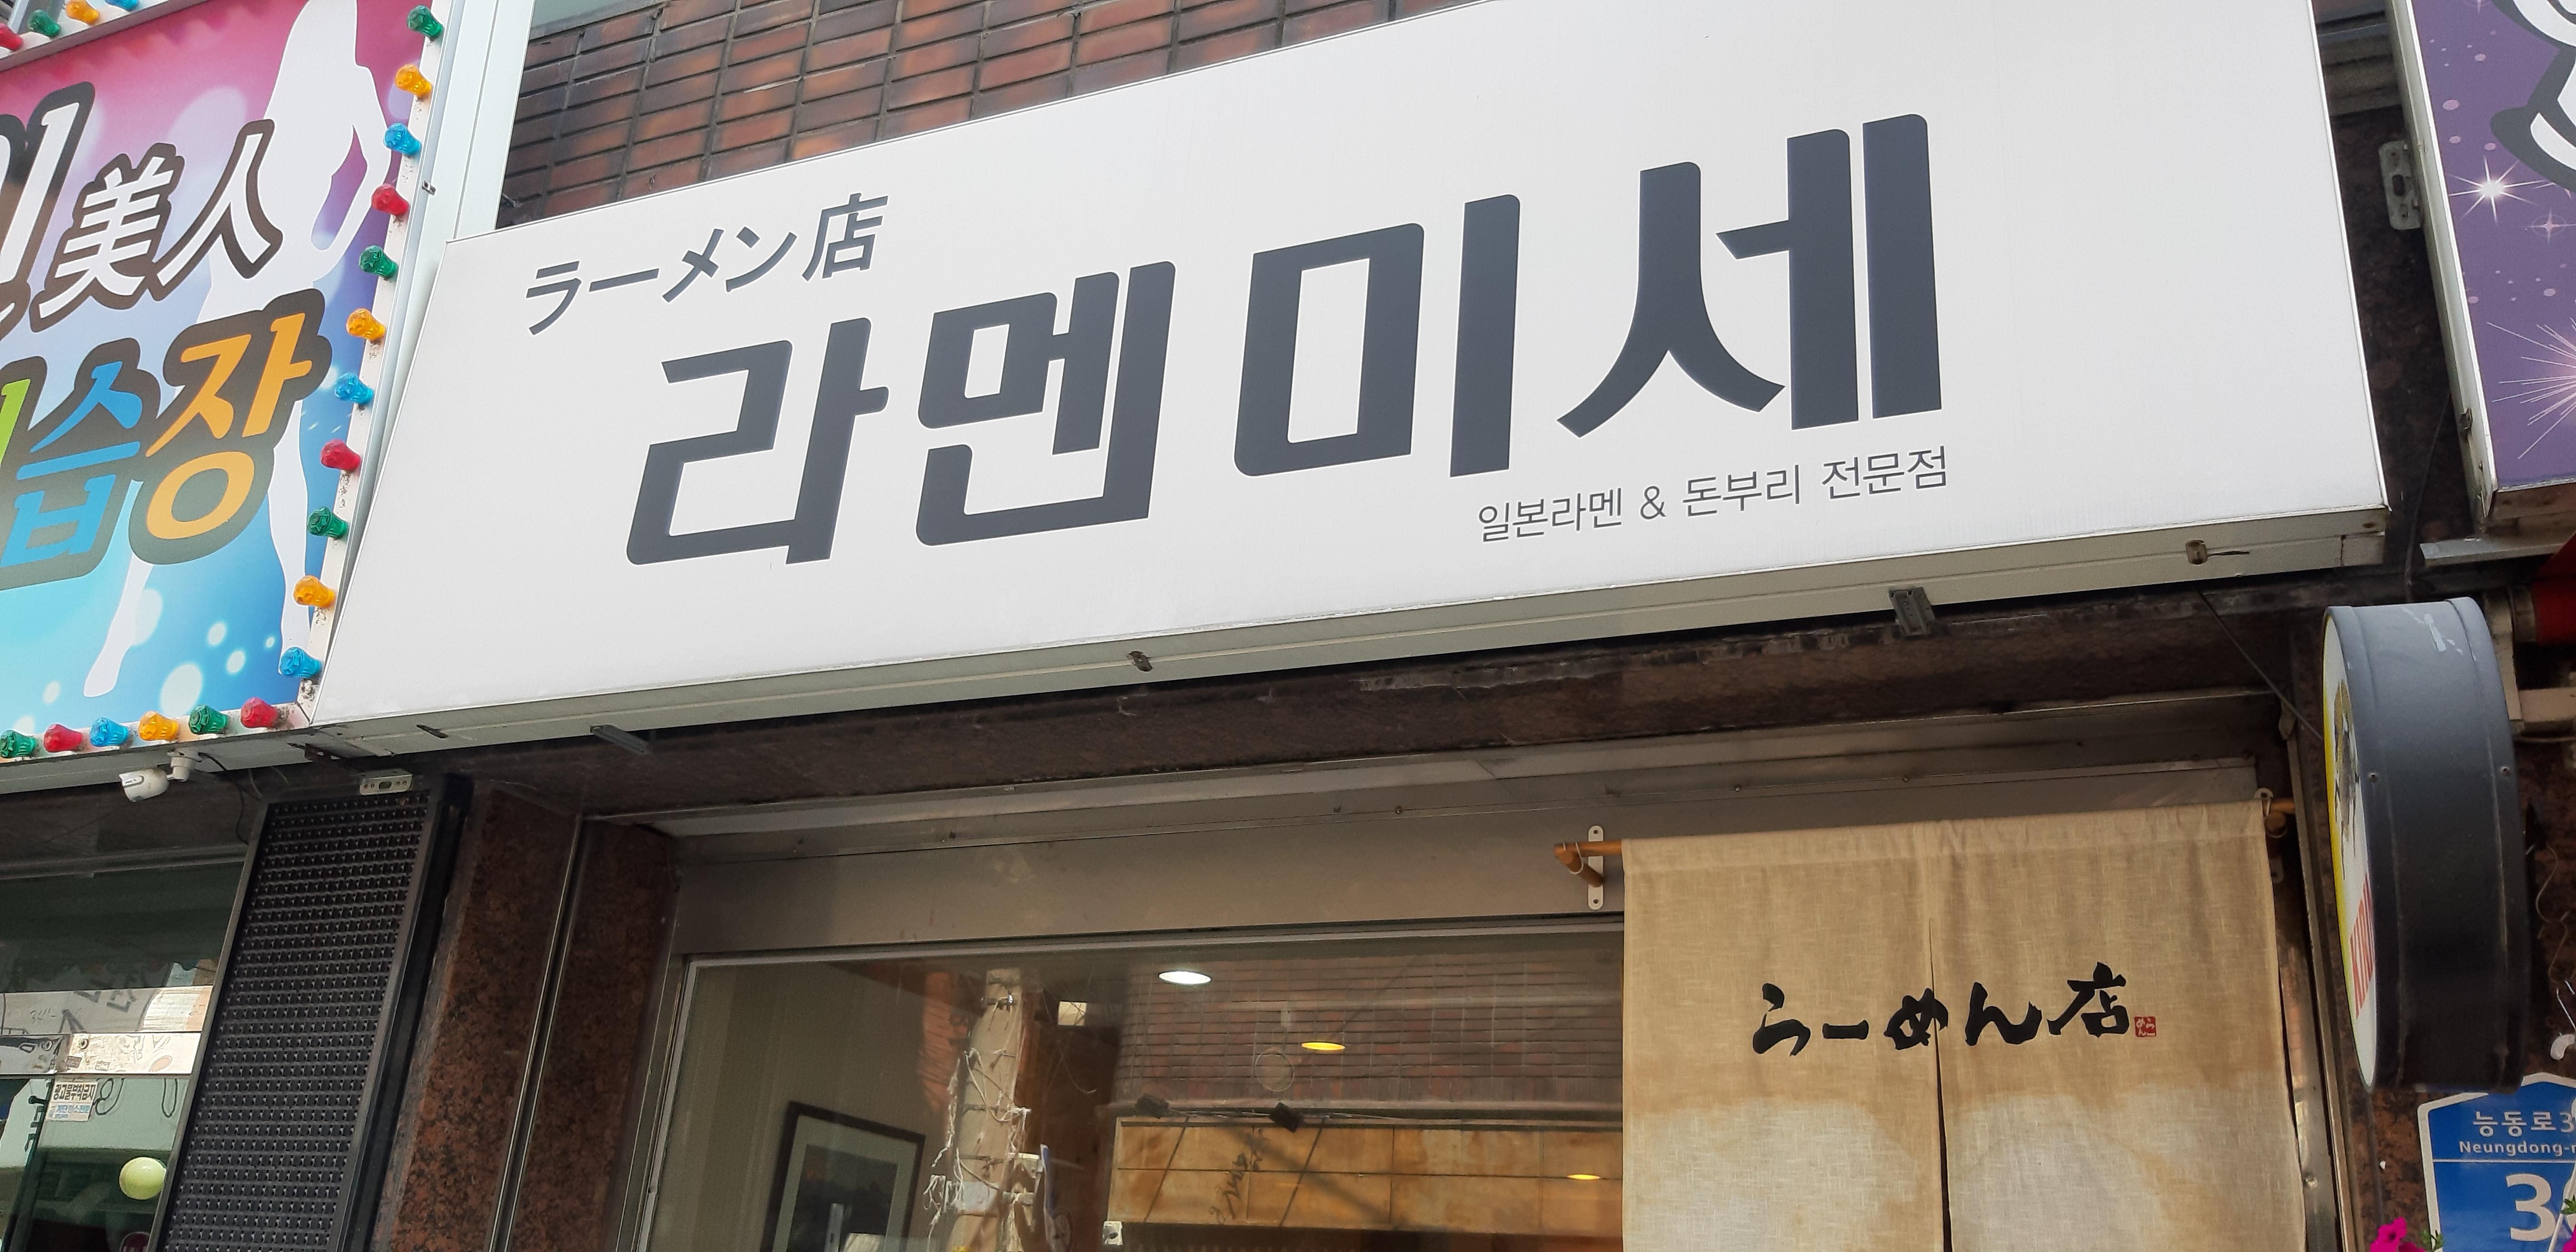 美人
습장
ラーメン店
라멘 미세
일본라멘 & 돈부리 전문점
らーめん店
능동로3
Neungdong-r